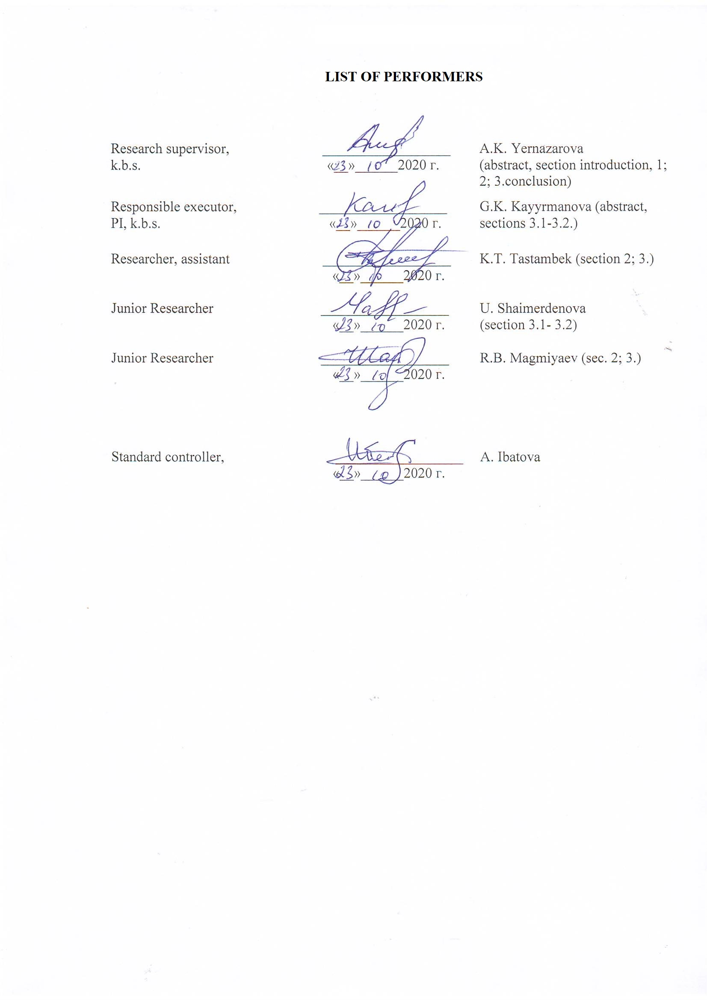 LIST OF PERFORMERS
Research supervisor, A.K. Yernazarova
k.b.s. «23» 10 2020 г. (abstract, section introduction, 1;
2; 3.conclusion)
Responsible executor, G.K. Kayyrmanova (abstract,
PI, k.b.s. «23» 10 2020 г. sections 3.1-3.2.)
Researcher, assistant K.T. Tastambek (section 2; 3.)
«23» 10 2020 г.
Junior Researcher U. Shaimerdenova
«23» 10 2020 г. (section 3.1- 3.2)
Junior Researcher R.B. Magmiyaev (sec. 2; 3.)
«23» 10 2020 г.
Standard controller, A. Ibatova
«23» 10 2020 г.